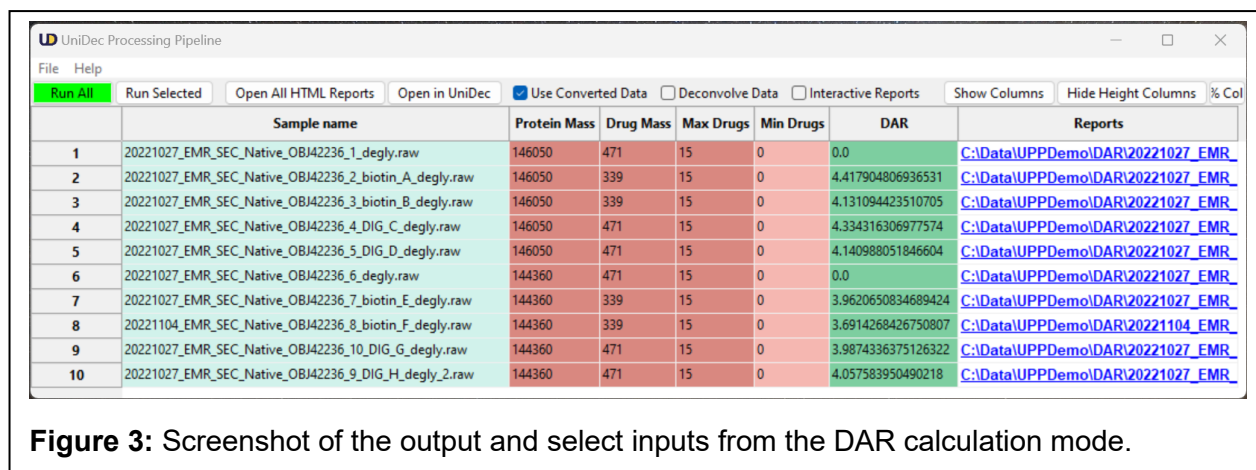 UD UniDec Processing Pipeline
File Help
Run All Run Selected Open All HTML Reports Open in UniDec Use Converted Data Deconvolve Data Interactive Reports Show Columns Hide Height Columns % Col
Sample name Protein Mass Drug Mass Max Drugs Min Drugs DAR Reports
1 20221027_EMR_SEC_Native_OBJ42236_1_degly.raw 146050 471 15 0 0.0 C:\Data\UPPDemo\DAR\20221027_EMR_
2 20221027_EMR_SEC_Native_OBJ42236_2_biotin_A_degly.raw 146050 339 15 0 4.417904806936531 C:\Data\UPPDemo\DAR\20221027_EMR_
3 20221027_EMR_SEC_Native_OBJ42236_3_biotin_B_degly.raw 146050 339 15 0 4.131094423510705 C:\Data\UPPDemo\DAR\20221027_EMR_
4 20221027_EMR_SEC_Native_OBJ42236_4_DIG_C_degly.raw 146050 471 15 0 4.334316306977574 C:\Data\UPPDemo\DAR\20221027_EMR_
5 20221027_EMR_SEC_Native_OBJ42236_5_DIG_D_degly.raw 146050 471 15 0 4.140988051846604 C:\Data\UPPDemo\DAR\20221027_EMR_
6 20221027_EMR_SEC_Native_OBJ42236_6_degly.raw 144360 471 15 0 0.0 C:\Data\UPPDemo\DAR\20221027_EMR_
7 20221027_EMR_SEC_Native_OBJ42236_7_biotin_E_degly.raw 144360 339 15 0 3.9620650834689424 C:\Data\UPPDemo\DAR\20221027_EMR_
8 20221104_EMR_SEC_Native_OBJ42236_8_biotin_F_degly.raw 144360 339 15 0 3.6914268426750807 C:\Data\UPPDemo\DAR\20221104_EMR_
9 20221027_EMR_SEC_Native_OBJ42236_10_DIG_G_degly.raw 144360 471 15 0 3.9874336375126322 C:\Data\UPPDemo\DAR\20221027_EMR_
10 20221027_EMR_SEC_Native_OBJ42236_9_DIG_H_degly_2.raw 144360 471 15 0 4.057583950490218 C:\Data\UPPDemo\DAR\20221027_EMR_
Figure 3: Screenshot of the output and select inputs from the DAR calculation mode.